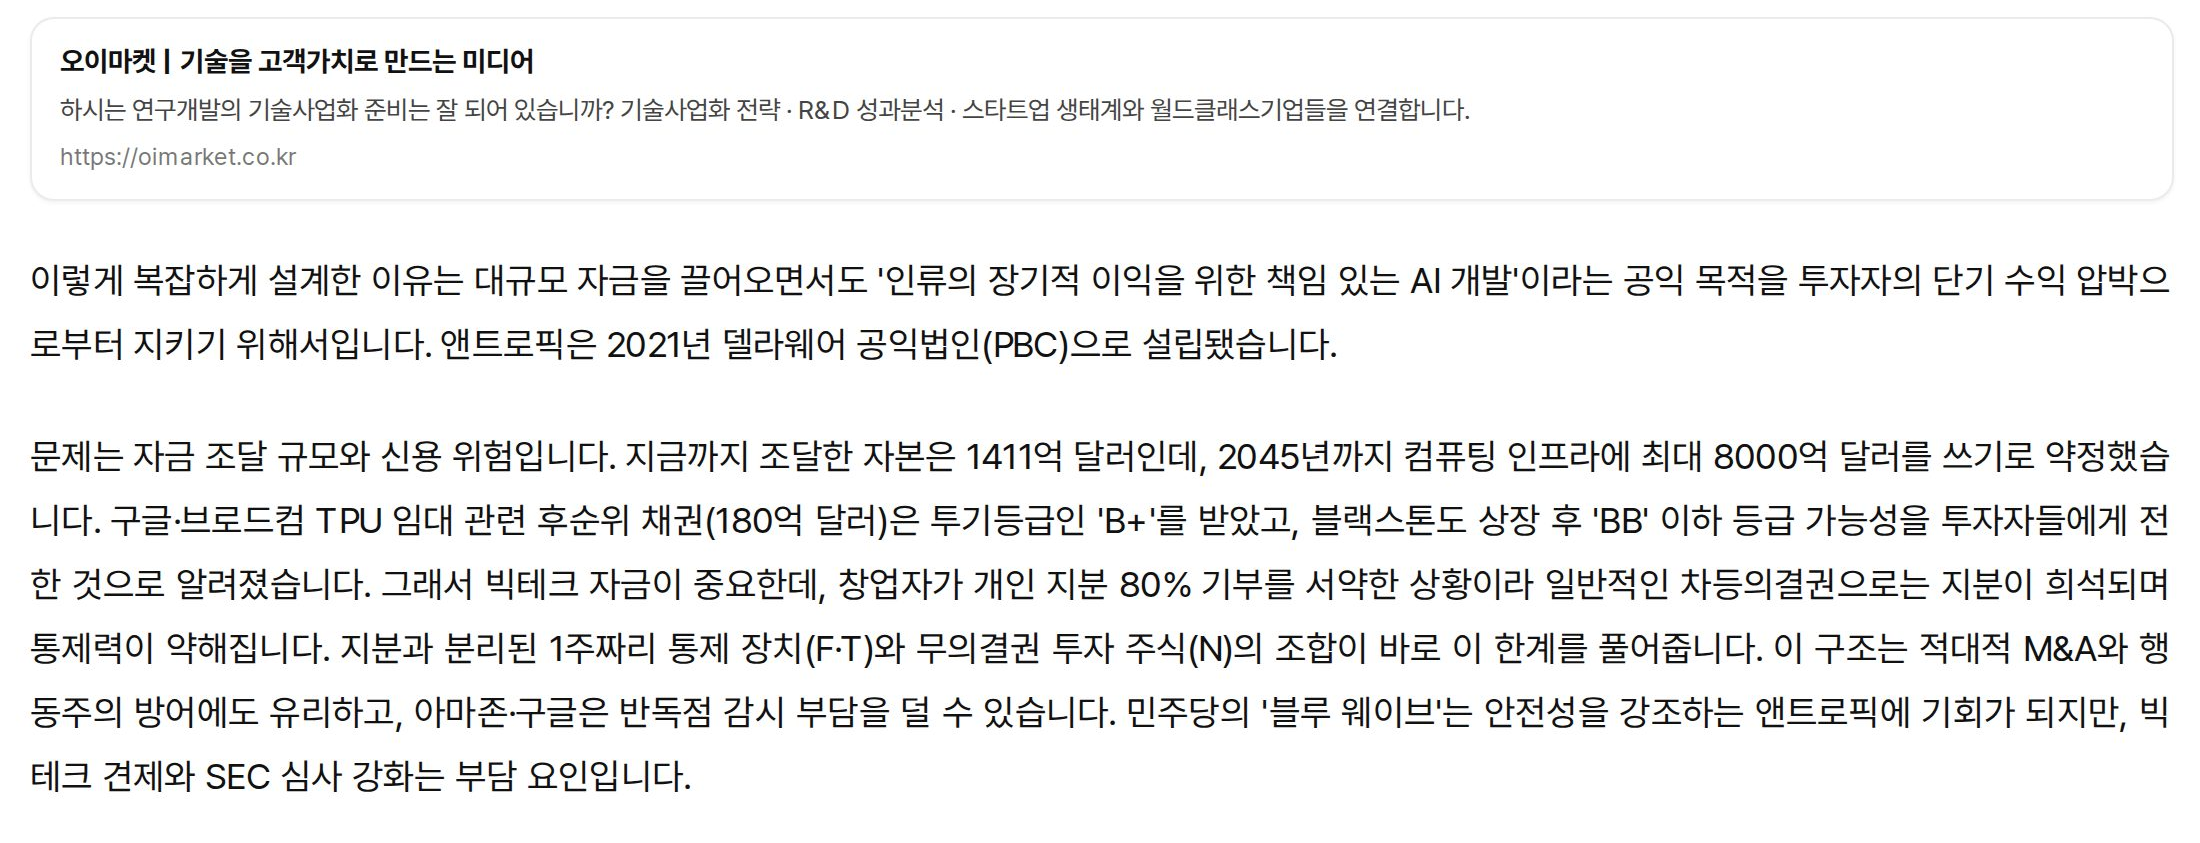 오이마켓 | 기술을 고객가치로 만드는 미디어
하시는 연구개발의 기술사업화 준비는 잘 되어 있습니까? 기술사업화 전략 · R&D 성과분석 · 스타트업 생태계와 월드클래스기업들을 연결합니다.
https://oimarket.co.kr
이렇게 복잡하게 설계한 이유는 대규모 자금을 끌어오면서도 '인류의 장기적 이익을 위한 책임 있는 AI 개발'이라는 공익 목적을 투자자의 단기 수익 압박으
로부터 지키기 위해서입니다. 앤트로픽은 2021년 델라웨어 공익법인(PBC)으로 설립됐습니다.
문제는 자금 조달 규모와 신용 위험입니다. 지금까지 조달한 자본은 1411억 달러인데, 2045년까지 컴퓨팅 인프라에 최대 8000억 달러를 쓰기로 약정했습
니다. 구글·브로드컴 TPU 임대 관련 후순위 채권(180억 달러)은 투기등급인 'B+'를 받았고, 블랙스톤도 상장 후 'BB' 이하 등급 가능성을 투자자들에게 전
한 것으로 알려졌습니다. 그래서 빅테크 자금이 중요한데, 창업자가 개인 지분 80% 기부를 서약한 상황이라 일반적인 차등의결권으로는 지분이 희석되며
통제력이 약해집니다. 지분과 분리된 1주짜리 통제 장치(F·T)와 무의결권 투자 주식(N)의 조합이 바로 이 한계를 풀어줍니다. 이 구조는 적대적 M&A와 행
동주의 방어에도 유리하고, 아마존·구글은 반독점 감시 부담을 덜 수 있습니다. 민주당의 '블루 웨이브'는 안전성을 강조하는 앤트로픽에 기회가 되지만, 빅
테크 견제와 SEC 심사 강화는 부담 요인입니다.